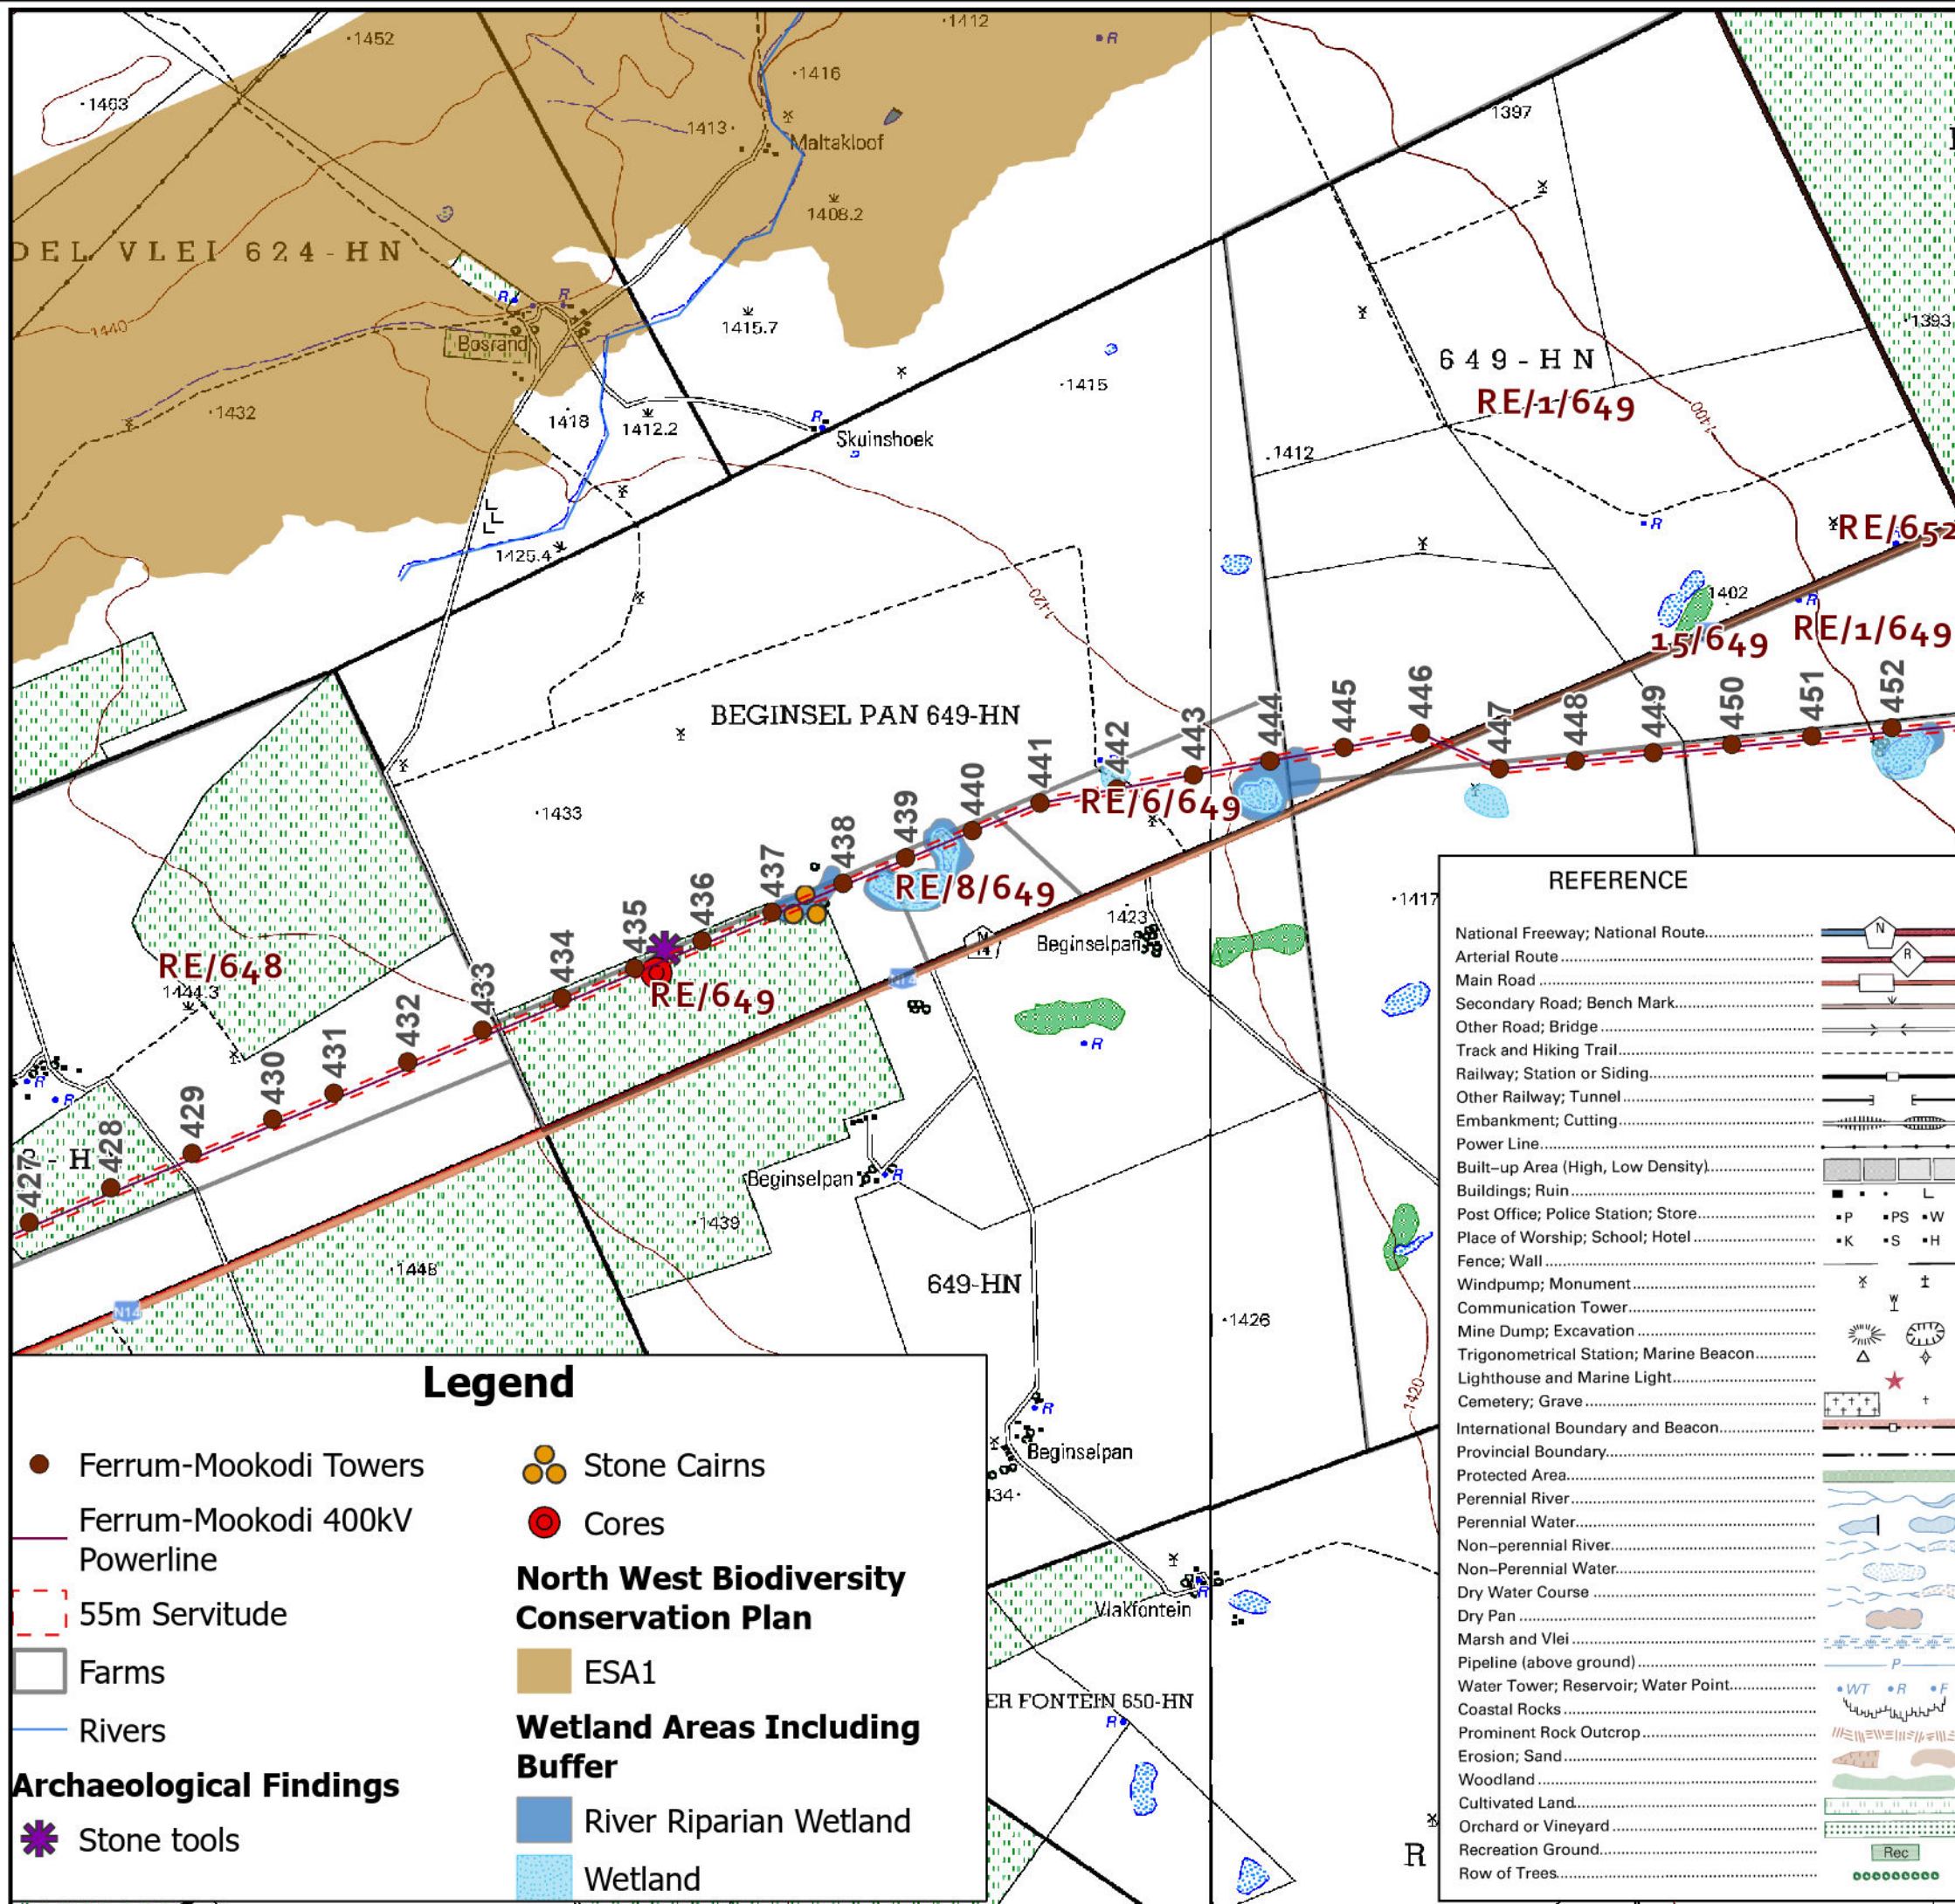 1452
1412
R
1463
1416
1413
Maltakloof
1397
1408.2
DEL VLEI 624-HN
R
R
1440
Bosrand
1415.7
1393
1432
1418
1412.2
R
Skuinshoek
1415
649-HN
RE/1/649
1400
1412
R
RE/652
1425.4
1420
1402
R
15/649
RE/1/649
BEGINSEL PAN 649-HN
442
443
444
445
446
447
448
449
450
451
452
1433
437
438
439
440
441
RE/6/649
RE/8/649
1423
Beginselpan
1417
N
14
N14
RE/648
1444.3
433
434
435
436
RE/649
R
R
R
427
- H
428
429
430
431
432
Beginselpan
R
1439
1448
649-HN
1426
N14
1420
R
Beginselpan
434
Vlakfontein
R
ER FONTEIN 650-HN
R
R
Legend
Ferrum-Mookodi Towers
Ferrum-Mookodi 400kV
Powerline
55m Servitude
Farms
Rivers
Archaeological Findings
Stone tools
Stone Cairns
Cores
North West Biodiversity
Conservation Plan
ESA1
Wetland Areas Including
Buffer
River Riparian Wetland
Wetland
REFERENCE
National Freeway; National Route N
Arterial Route R
Main Road
Secondary Road; Bench Mark
Other Road; Bridge
Track and Hiking Trail
Railway; Station or Siding
Other Railway; Tunnel
Embankment; Cutting
Power Line
Built-up Area (High, Low Density)
Buildings; Ruin
Post Office; Police Station; Store P PS W
Place of Worship; School; Hotel K S H
Fence; Wall
Windpump; Monument
Communication Tower
Mine Dump; Excavation
Trigonometrical Station; Marine Beacon
Lighthouse and Marine Light
Cemetery; Grave
International Boundary and Beacon
Provincial Boundary
Protected Area
Perennial River
Perennial Water
Non-perennial River
Non-Perennial Water
Dry Water Course
Dry Pan
Marsh and Vlei
Pipeline (above ground) P
Water Tower; Reservoir; Water Point WT R F
Coastal Rocks
Prominent Rock Outcrop
Erosion; Sand
Woodland
Cultivated Land
Orchard or Vineyard
Recreation Ground Rec
Row of Trees